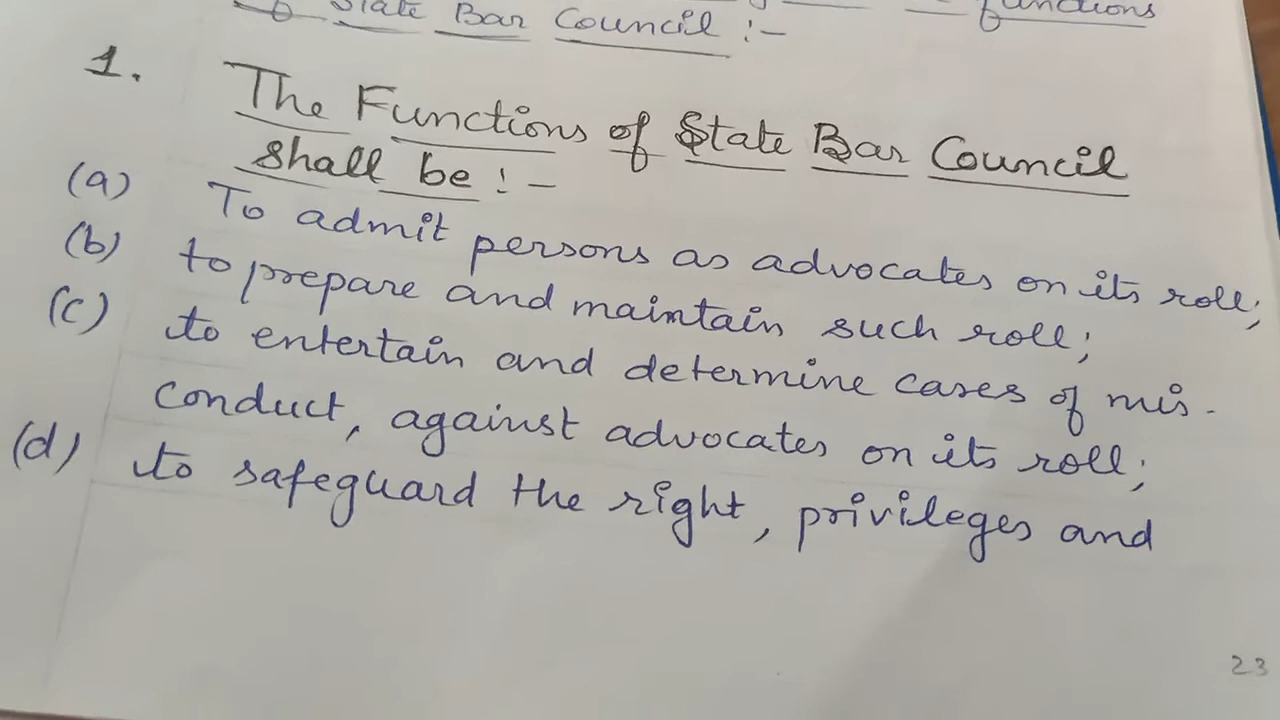 functions
of State Bar Council :-
1. The Functions of State Bar Council
shall be :-
(a) To admit persons as advocates on its roll;
(b) to prepare and maintain such roll;
(c) to entertain and determine cases of mis-
conduct, against advocates on its roll;
(d) to safeguard the right, privileges and
23